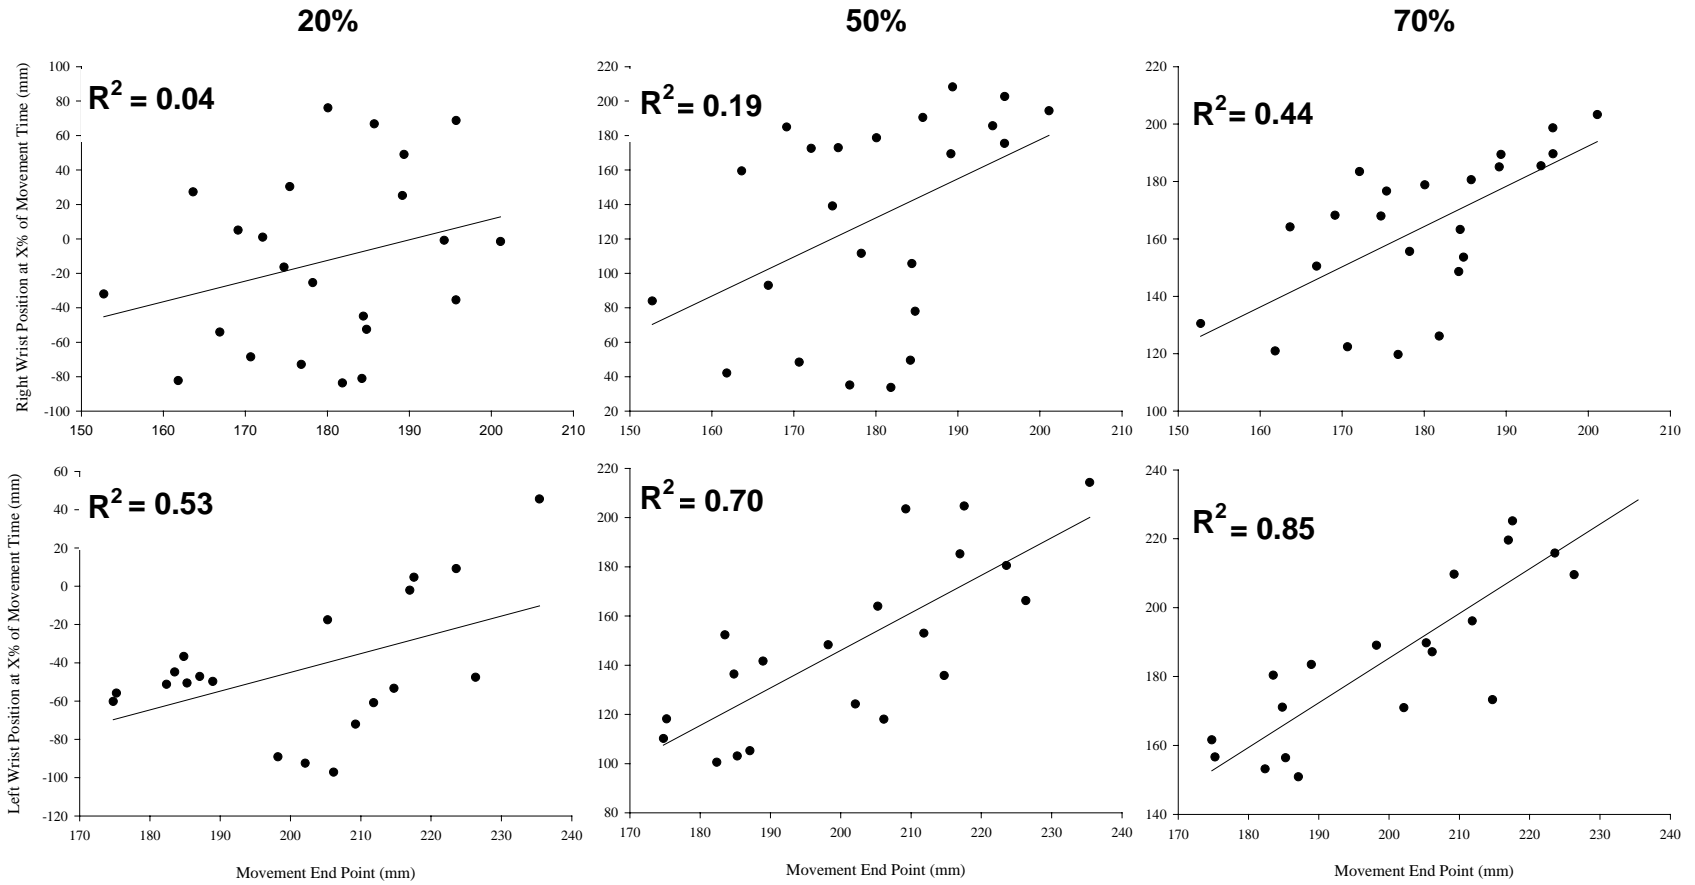 20% 50% 70%
Right Wrist Position at X% of Movement Time (mm)
R² = 0.04
100
80
60
40
20
0
-20
-40
-60
-80
-100
150 160 170 180 190 200 210
R² = 0.19
220
200
180
160
140
120
100
80
60
40
20
150 160 170 180 190 200 210
R² = 0.44
220
200
180
160
140
120
100
150 160 170 180 190 200 210
Left Wrist Position at X% of Movement Time (mm)
R² = 0.53
60
40
20
0
-20
-40
-60
-80
-100
-120
170 180 190 200 210 220 230 240
Movement End Point (mm)
R² = 0.70
220
200
180
160
140
120
100
80
170 180 190 200 210 220 230 240
Movement End Point (mm)
R² = 0.85
240
220
200
180
160
140
170 180 190 200 210 220 230 240
Movement End Point (mm)